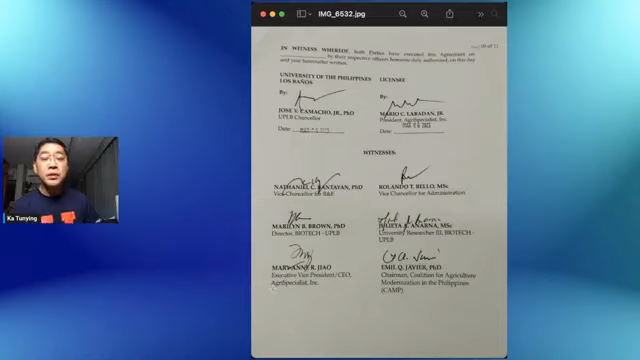 IMG_6532.jpg
10 of 11
IN WITNESS WHEREOF, both Parties have executed this Agreement on
by their respective officers hereunto duly authorized, on this day
and year hereinafter written.
UNIVERSITY OF THE PHILIPPINES
LOS BAÑOS
LICENSEE
By:
By:
JOSE V. CAMACHO, JR., PhD
UPLB Chancellor
MARIO C. LABADAN, JR.
President, AgriSpecialist, Inc.
Date:
Date:
WITNESSES:
NATHANIEL C. BANTAYAN, PhD
Vice Chancellor for R&E
ROLANDO T. BELLO, MSc
Vice Chancellor for Administration
MARILYN B. BROWN, PhD
Director, BIOTECH - UPLB
JULIETA A. ANARNA, MSc
University Researcher III, BIOTECH -
UPLB
MARY ANNE R. JIAO
Executive Vice President/CEO,
AgriSpecialist, Inc.
EMIL Q. JAVIER, PhD
Chairman, Coalition for Agriculture
Modernization in the Philippines
(CAMP)
Ka Tunying